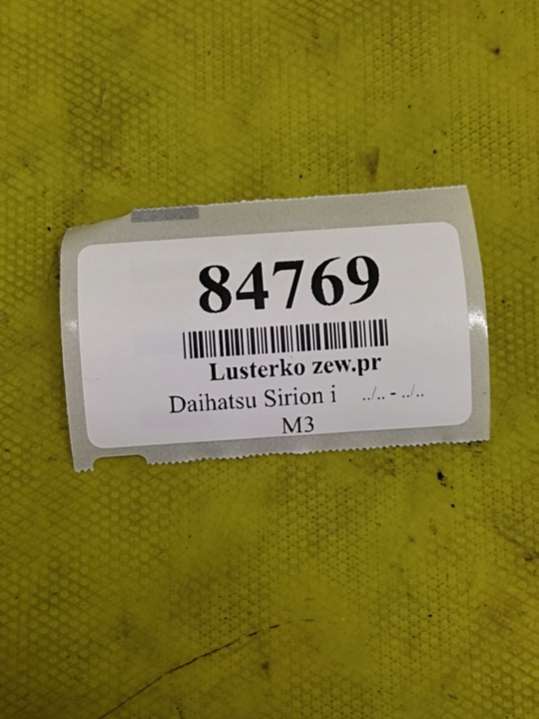 84769
Lusterko zew.pr
Daihatsu Sirion i ../.. - ../..
M3